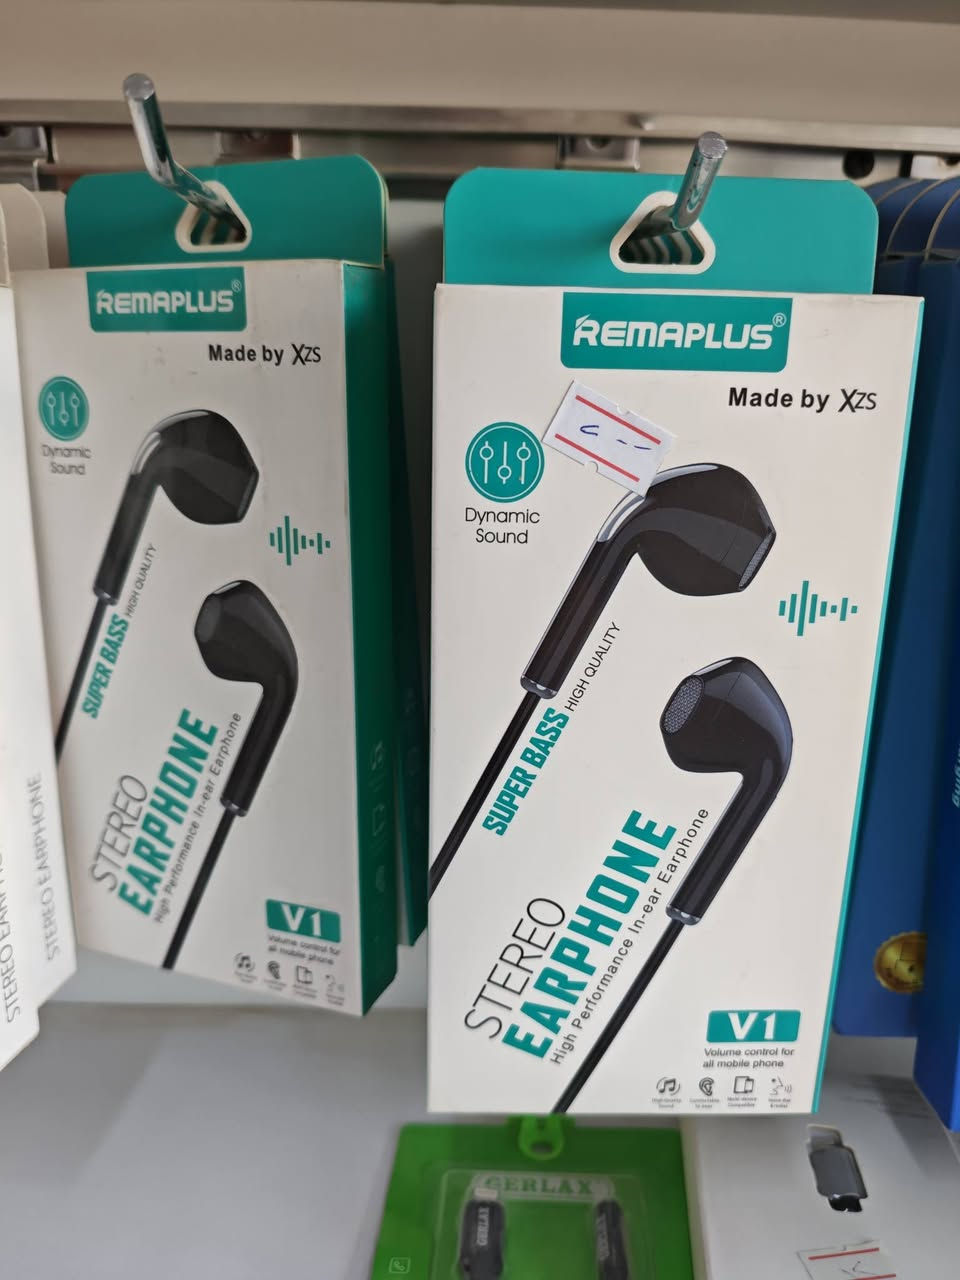 REMAPLUS®
Made by XZS
Dynamic
Sound
SUPER BASS HIGH QUALITY
STEREO
EARPHONE
High Performance In-ear Earphone
V1
Volume control for
all mobile phone
REMAPLUS®
Made by XZS
Dynamic
Sound
SUPER BASS HIGH QUALITY
STEREO
EARPHONE
High Performance In-ear Earphone
V1
Volume control for
all mobile phone
STEREO EARPHONE
GERLAX
GERLAX